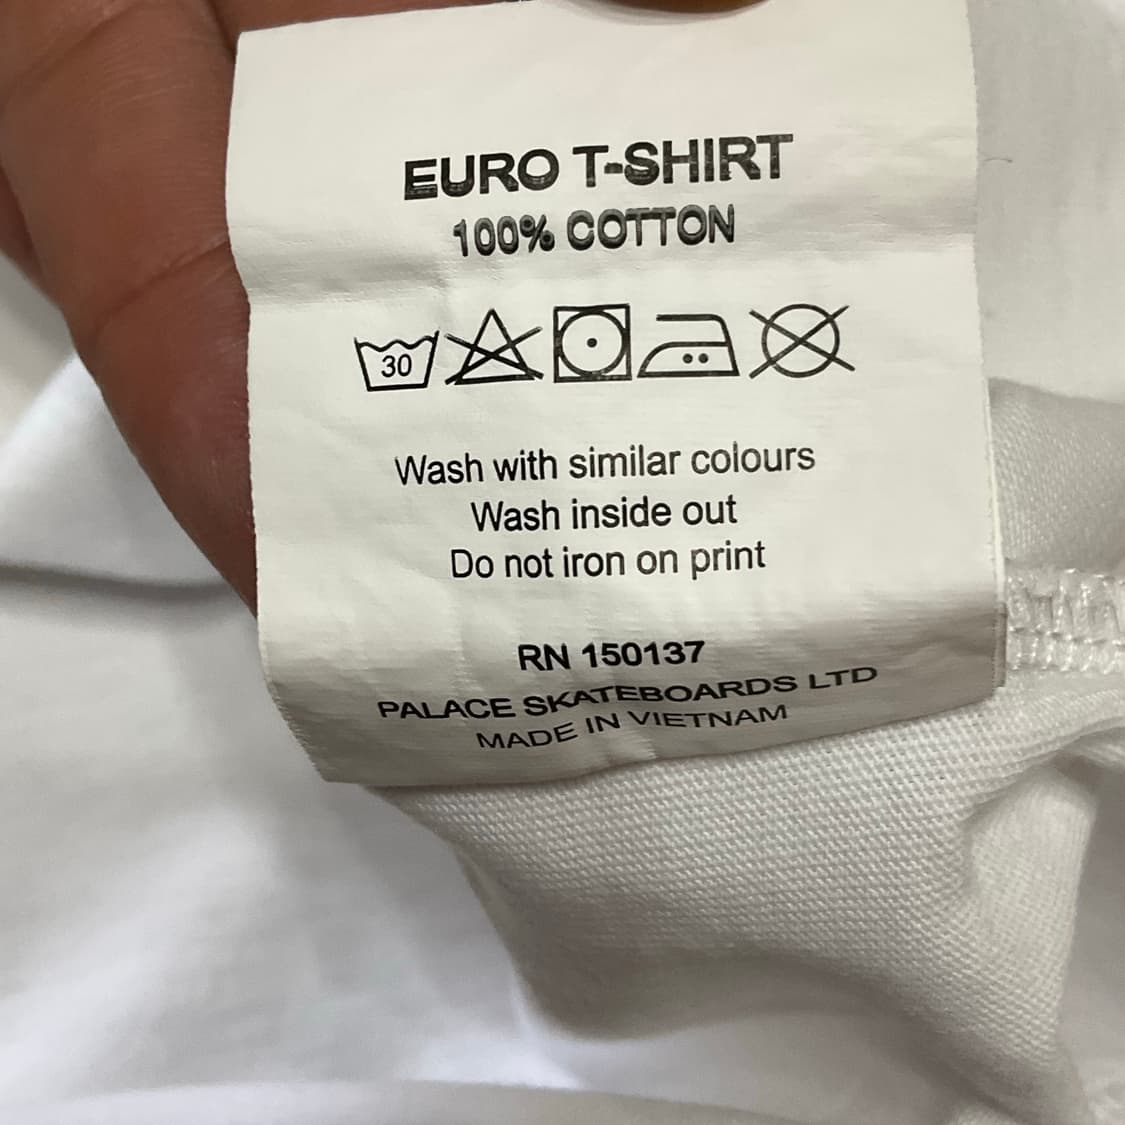 EURO T-SHIRT
100% COTTON
30
Wash with similar colours
Wash inside out
Do not iron on print
RN 150137
PALACE SKATEBOARDS LTD
MADE IN VIETNAM